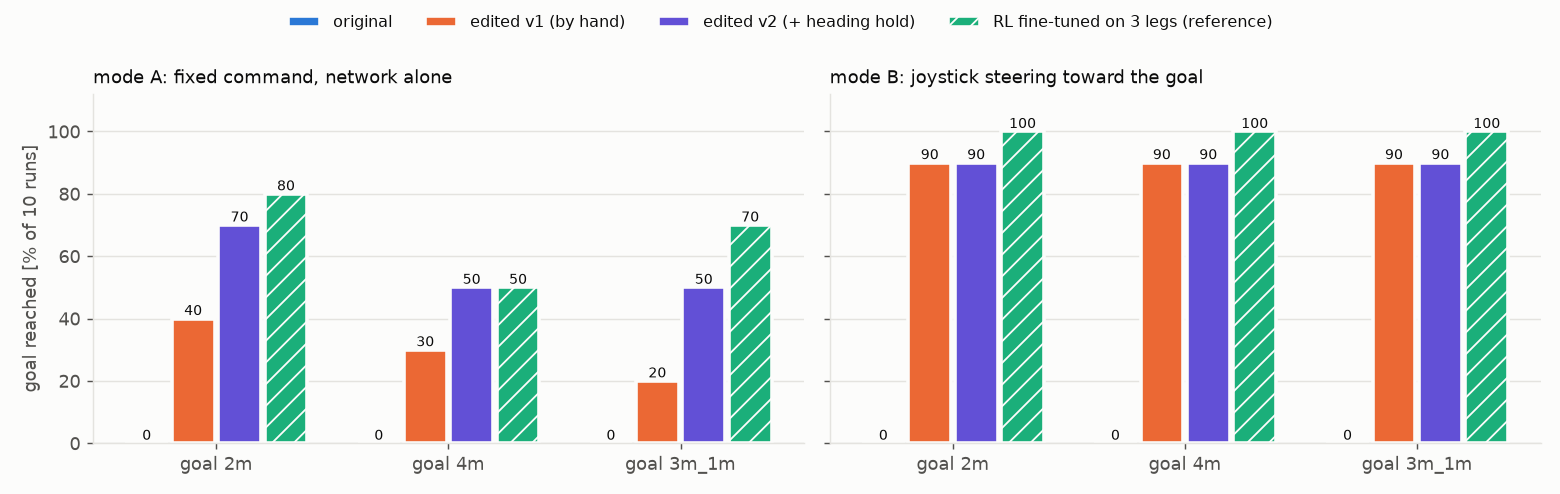 original edited v1 (by hand) edited v2 (+ heading hold) RL fine-tuned on 3 legs (reference)
mode A: fixed command, network alone
goal reached [% of 10 runs]
100
80
60
40
20
0
0 40 70 80
0 30 50 50
0 20 50 70
goal 2m goal 4m goal 3m_1m
mode B: joystick steering toward the goal
0 90 90 100
0 90 90 100
0 90 90 100
goal 2m goal 4m goal 3m_1m